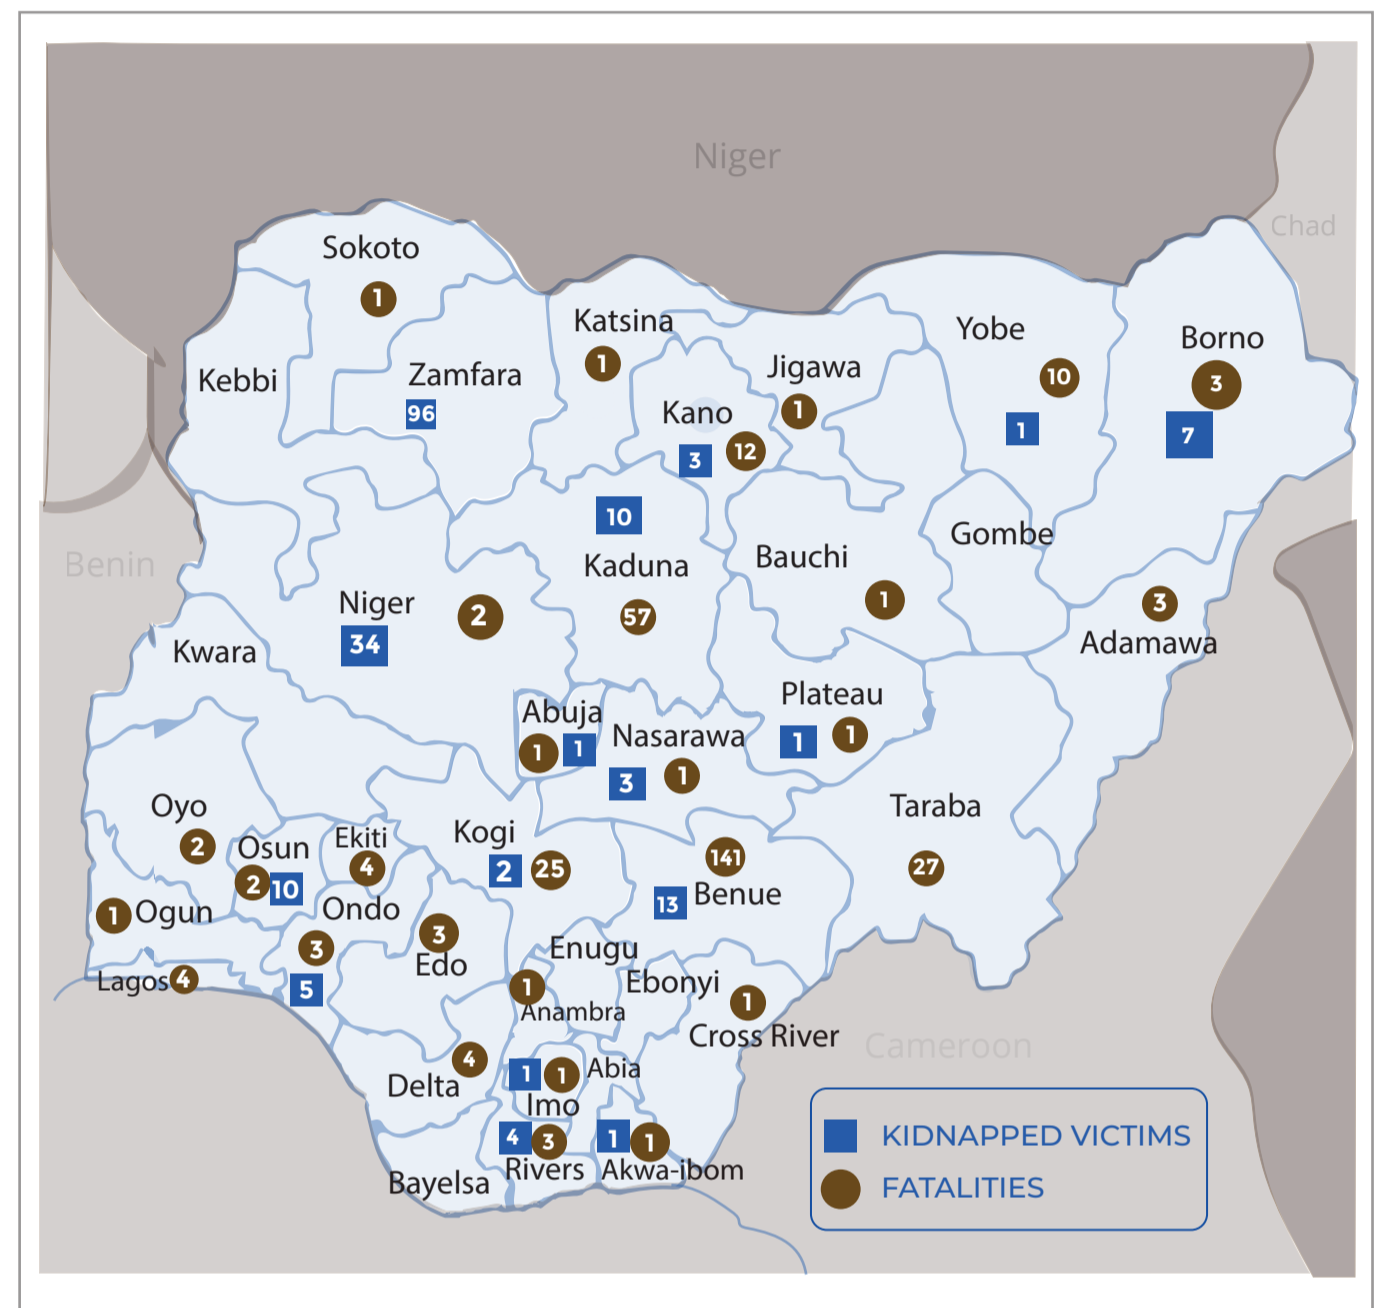 Niger
Chad
Sokoto
1
Katsina
1
Yobe
10
1
Borno
3
7
Kebbi
Zamfara
96
Jigawa
1
Kano
3
12
10
Kaduna
57
Benin
Gombe
Bauchi
1
Niger
34
2
Adamawa
3
Kwara
Abuja
1
1
Nasarawa
3
1
Plateau
1
1
Taraba
27
Oyo
2
Osun
2
10
Ekiti
4
Kogi
2
25
141
13
Benue
1
Ogun
Ondo
3
5
3
Edo
Enugu
Ebonyi
1
Anambra
1
Cross River
Lagos
4
Cameroon
Delta
4
1
1
Imo
Abia
4
3
Rivers
1
1
Akwa-ibom
Bayelsa
KIDNAPPED VICTIMS
FATALITIES